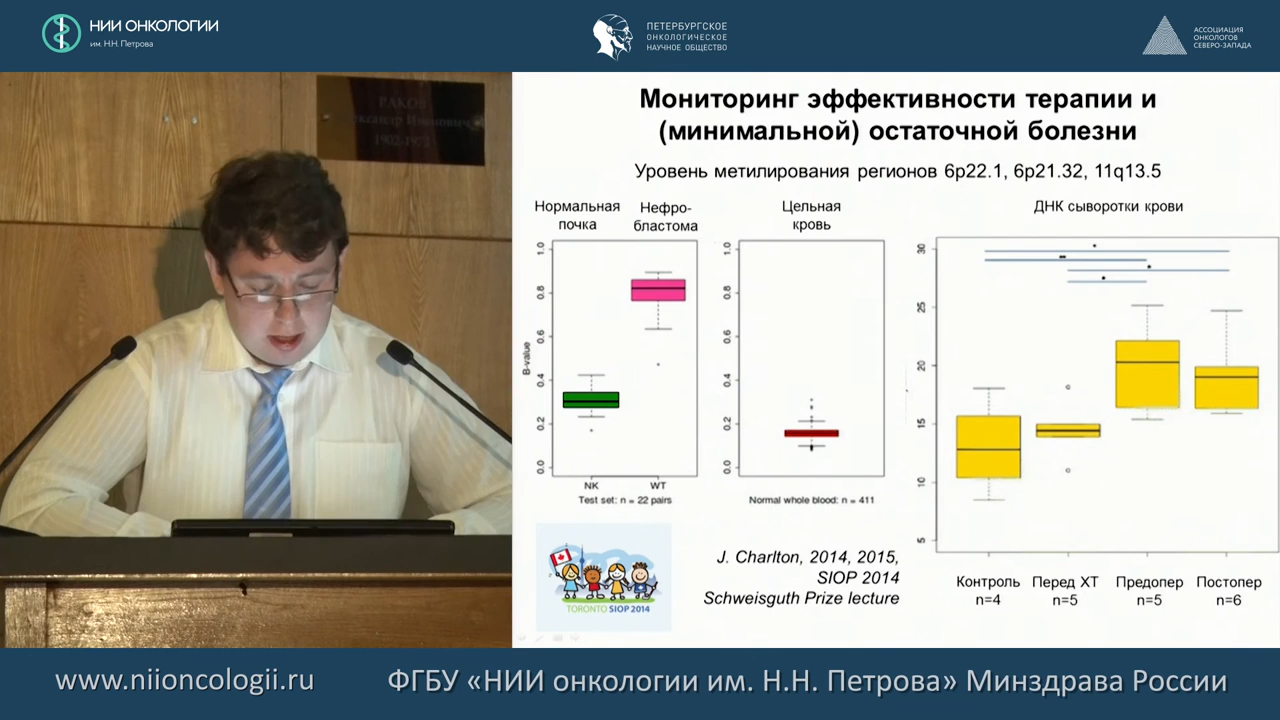 НИИ ОНКОЛОГИИ
им. Н.Н. Петрова
ПЕТЕРБУРГСКОЕ
ОНКОЛОГИЧЕСКОЕ
НАУЧНОЕ ОБЩЕСТВО
АССОЦИАЦИЯ
ОНКОЛОГОВ
СЕВЕРО-ЗАПАДА
РАКОВ
Александр Иванович
1902-1972
Мониторинг эффективности терапии и
(минимальной) остаточной болезни
Уровень метилирования регионов 6p22.1, 6p21.32, 11q13.5
Нормальная
почка
Нефро-
бластома
Цельная
кровь
ДНК сыворотки крови
B-value
1.0
0.8
0.6
0.4
0.2
0.0
NK WT
Test set: n = 22 pairs
1.0
0.8
0.6
0.4
0.2
0.0
Normal whole blood: n = 411
30
25
20
15
10
5
Контроль
n=4
Перед ХТ
n=5
Предопер
n=5
Постопер
n=6
TORONTO SIOP 2014
J. Charlton, 2014, 2015,
SIOP 2014
Schweisguth Prize lecture
www.niioncologii.ru
ФГБУ «НИИ онкологии им. Н.Н. Петрова» Минздрава России